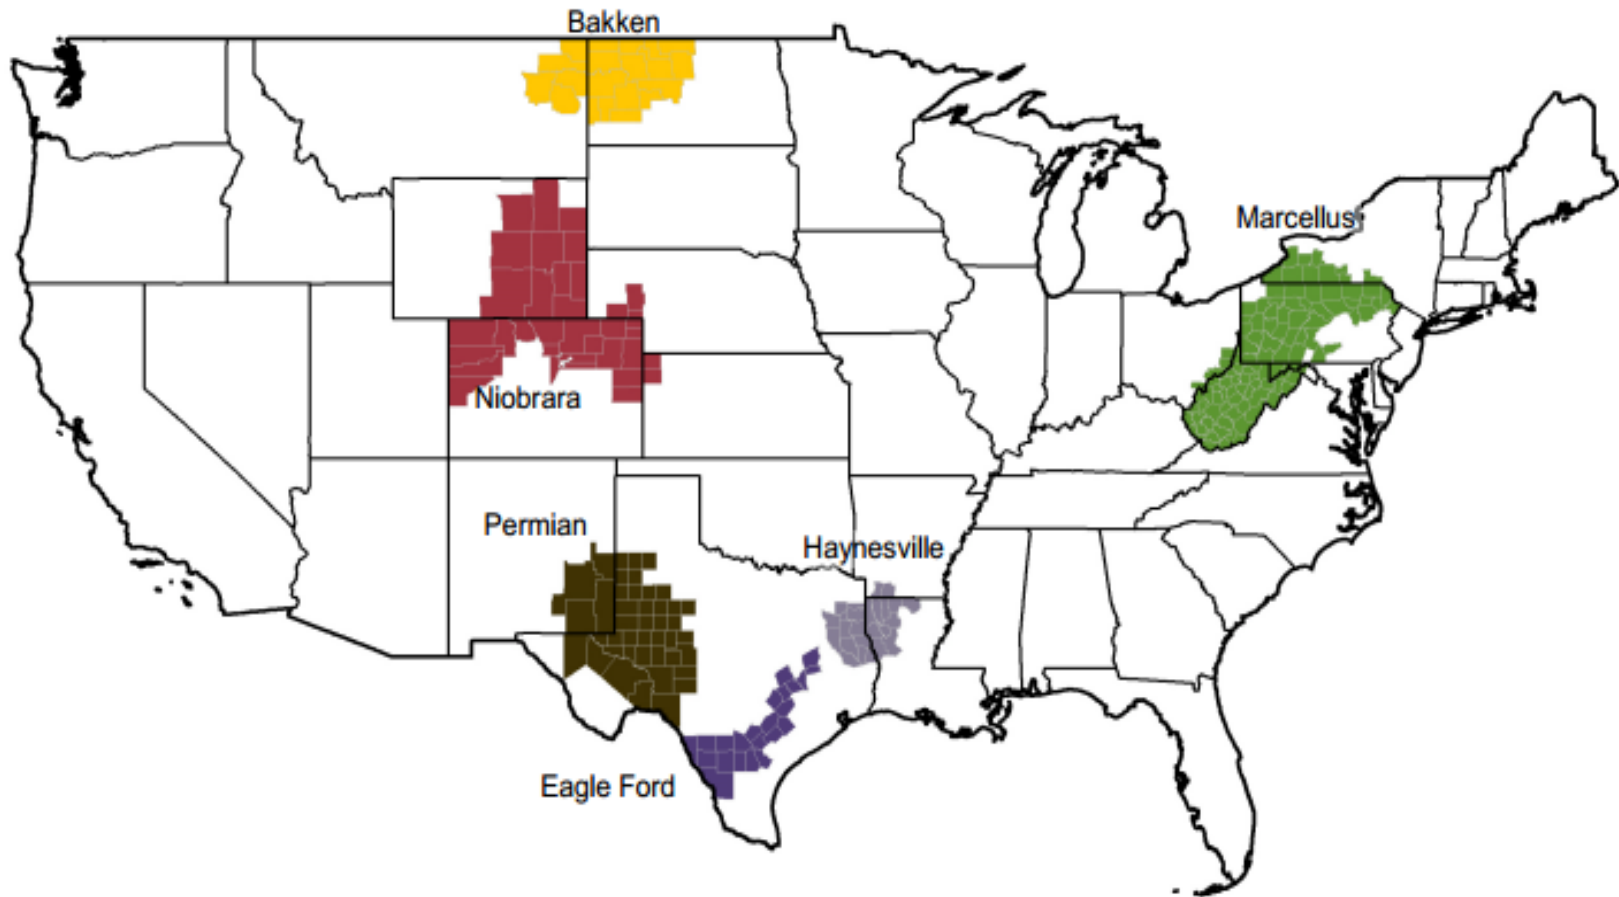 Bakken
Marcellus
Niobrara
Permian
Haynesville
Eagle Ford